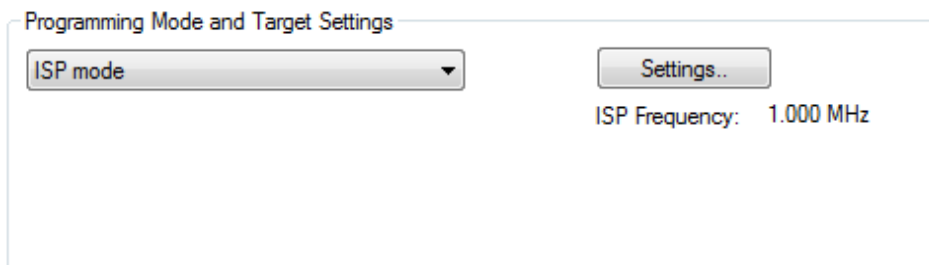 Programming Mode and Target Settings
ISP mode
Settings..
ISP Frequency: 1.000 MHz